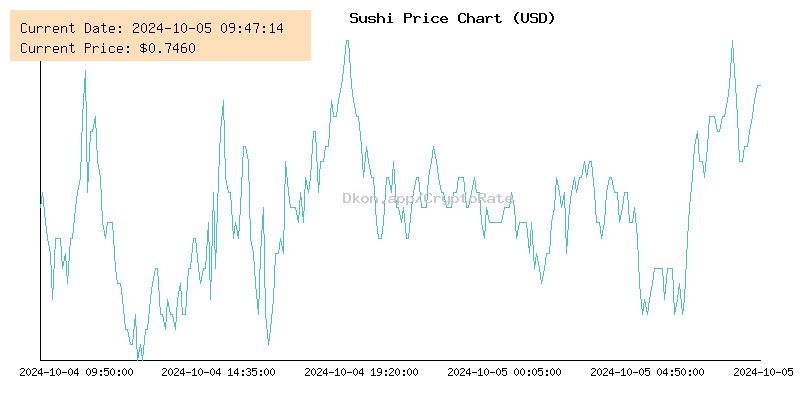 Sushi Price Chart (USD)
Current Date: 2024-10-05 09:47:14
Current Price: $0.7460
Dkon.app/CryptoRate
2024-10-04 09:50:00 2024-10-04 14:35:00 2024-10-04 19:20:00 2024-10-05 00:05:00 2024-10-05 04:50:00 2024-10-05